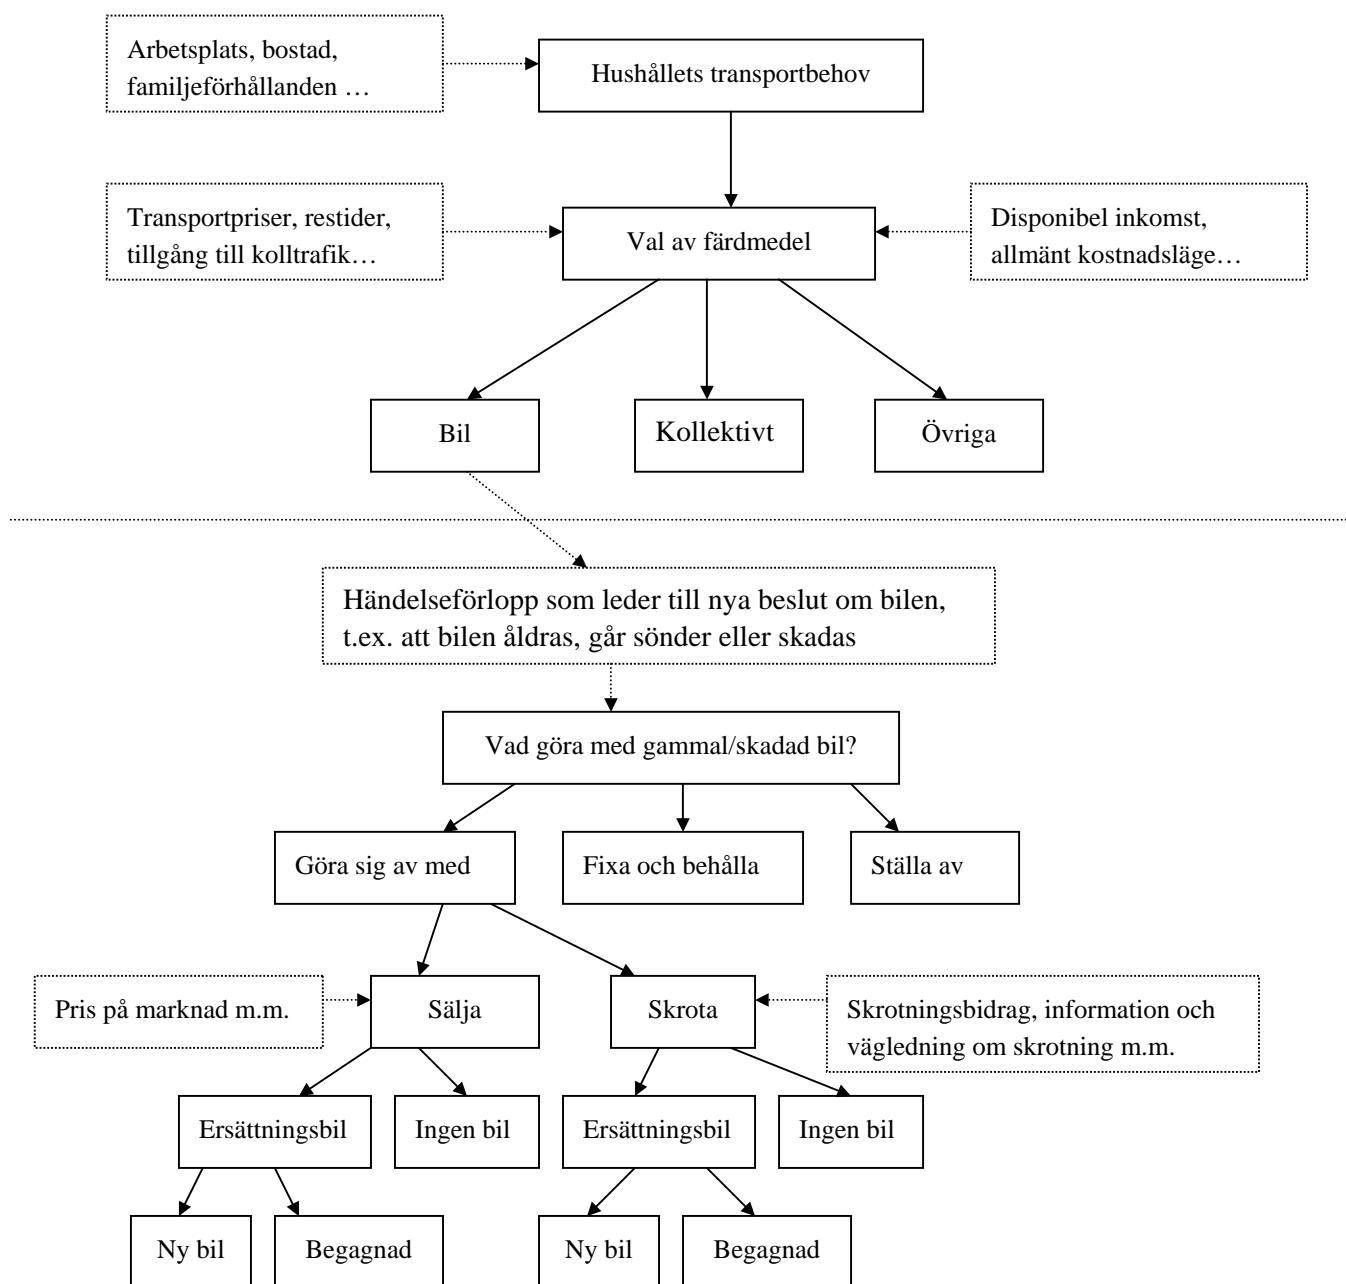 Arbetsplats, bostad,
familjeförhållanden …
Hushållets transportbehov
Transportpriser, restider,
tillgång till kolltrafik…
Val av färdmedel
Disponibel inkomst,
allmänt kostnadsläge…
Bil
Kollektivt
Övriga
Händelseförlopp som leder till nya beslut om bilen,
t.ex. att bilen åldras, går sönder eller skadas
Vad göra med gammal/skadad bil?
Göra sig av med
Fixa och behålla
Ställa av
Pris på marknad m.m.
Sälja
Skrota
Skrotningsbidrag, information och
vägledning om skrotning m.m.
Ersättningsbil
Ingen bil
Ersättningsbil
Ingen bil
Ny bil
Begagnad
Ny bil
Begagnad